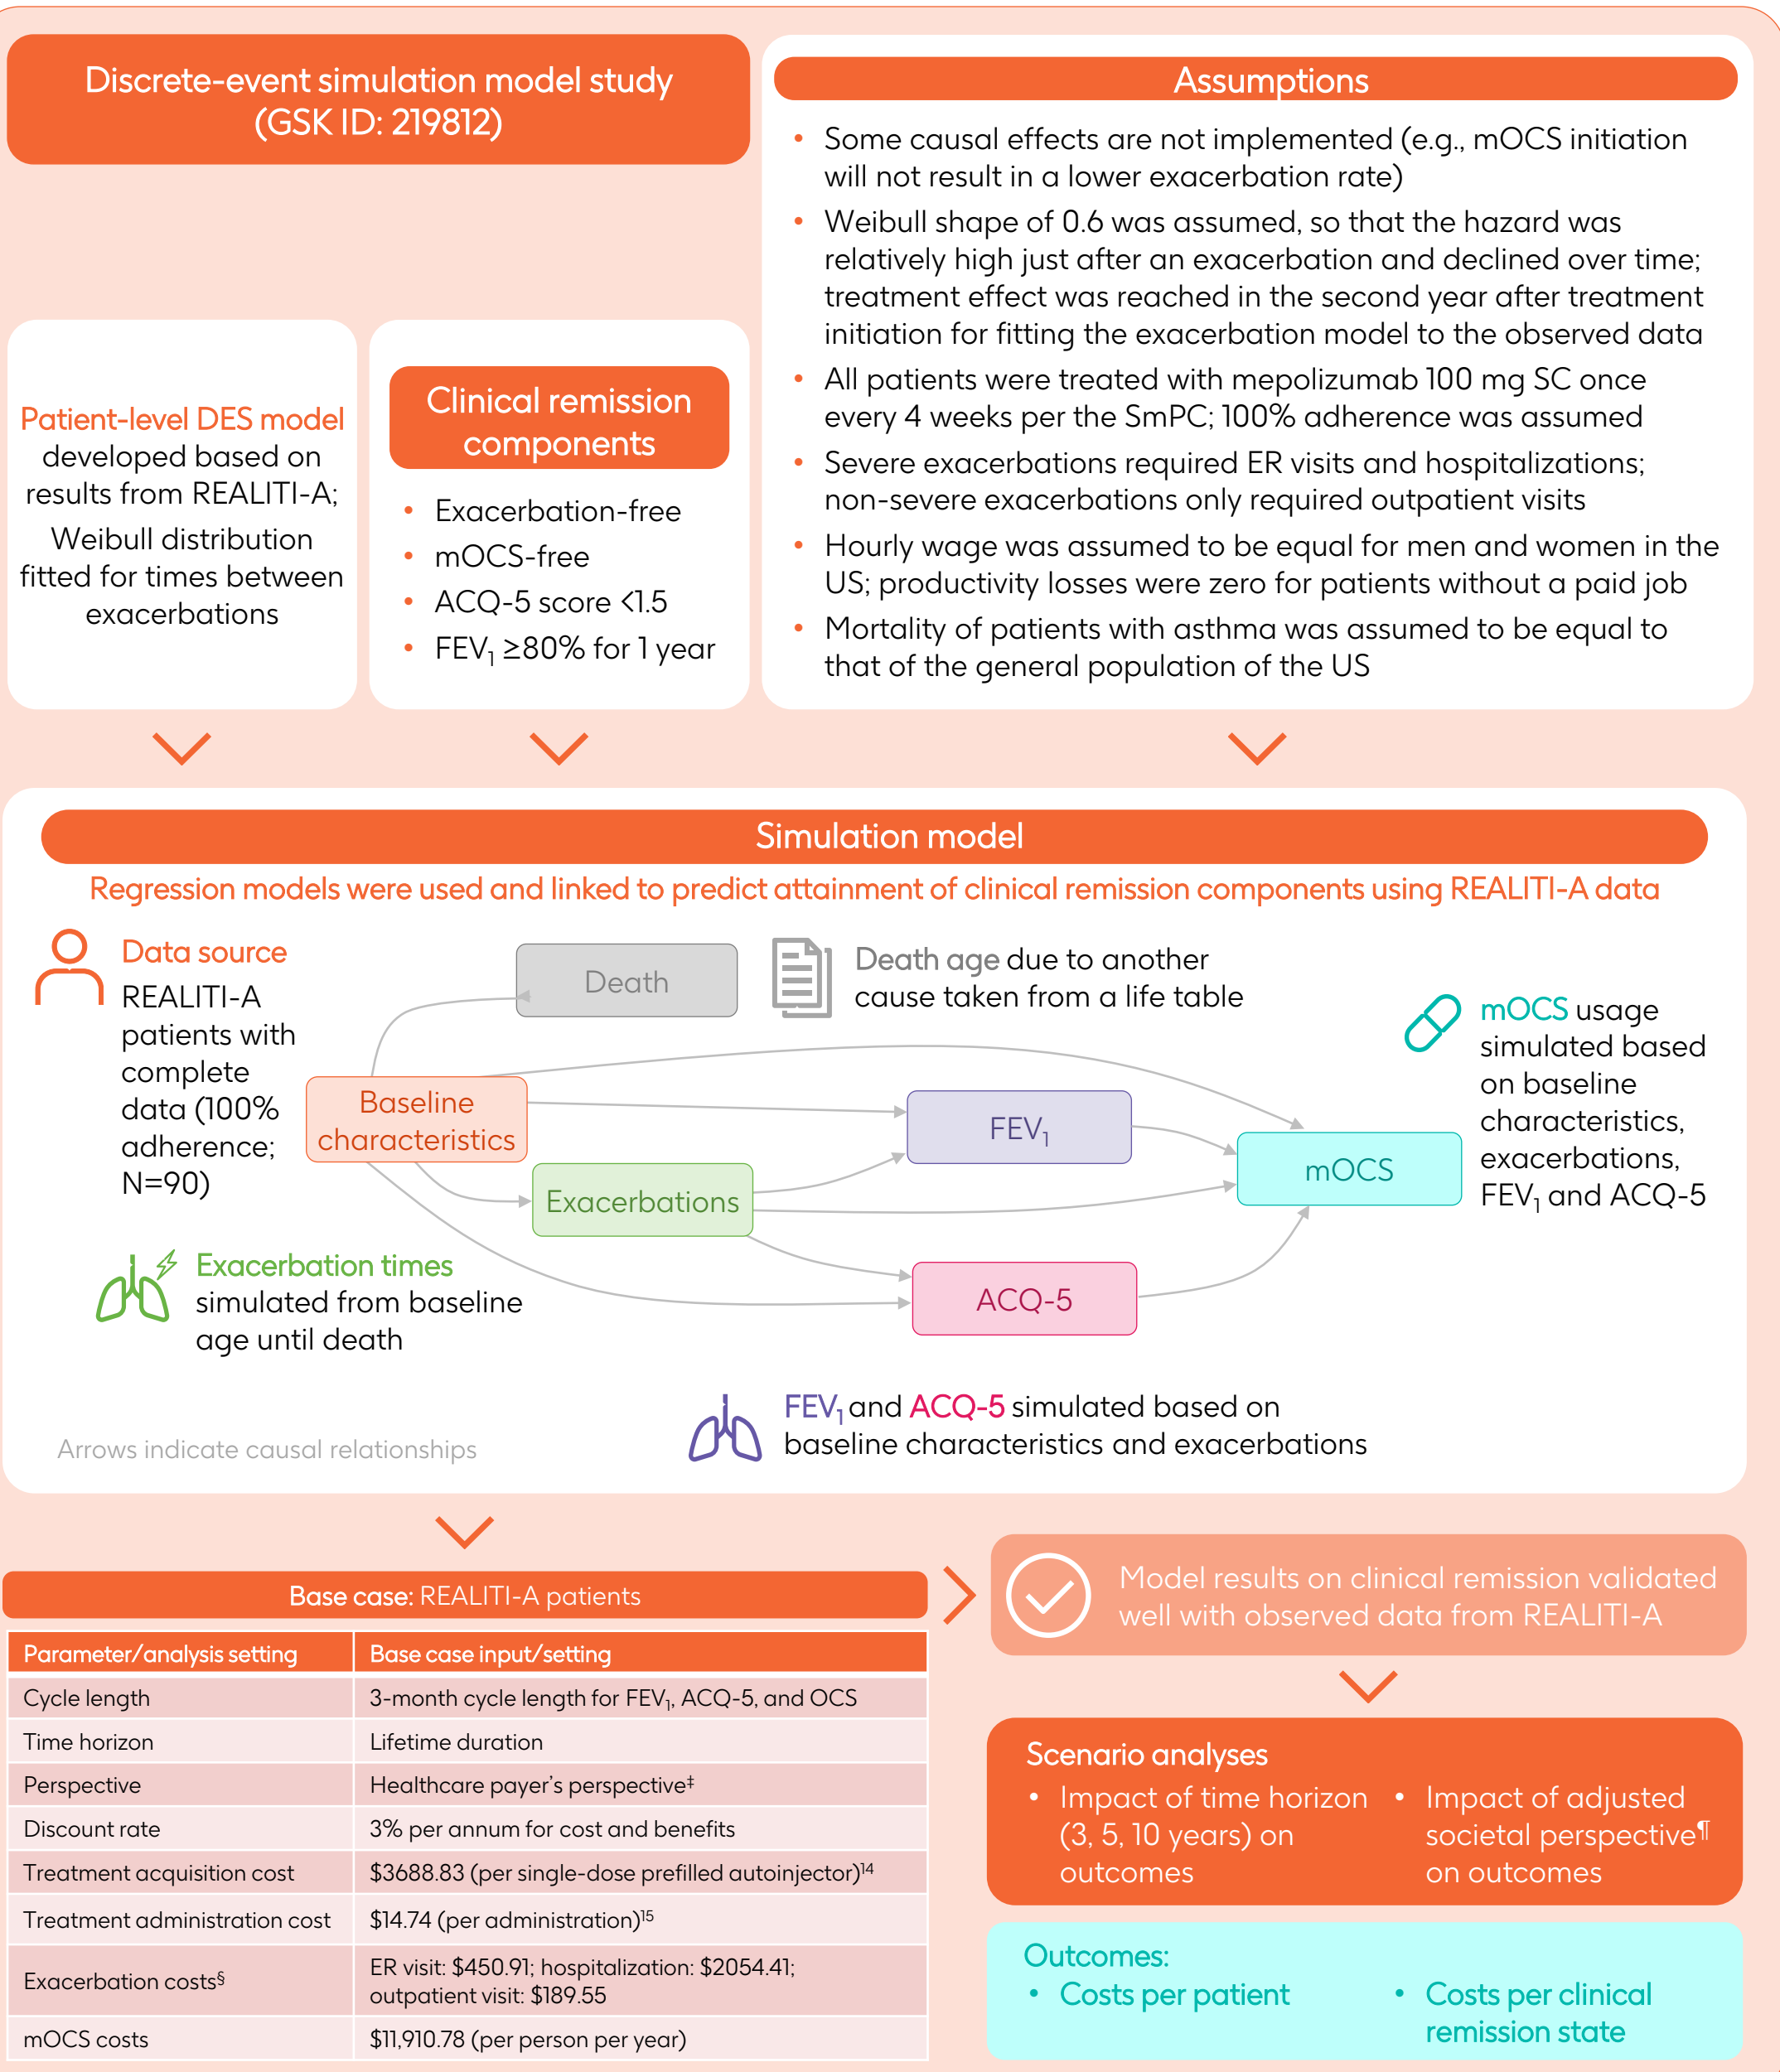 Discrete-event simulation model study
(GSK ID: 219812)
Patient-level DES model
developed based on
results from REALITI-A;
Weibull distribution
fitted for times between
exacerbations
Clinical remission
components
• Exacerbation-free
• mOCS-free
• ACQ-5 score <1.5
• FEV₁ ≥80% for 1 year
Assumptions
• Some causal effects are not implemented (e.g., mOCS initiation
will not result in a lower exacerbation rate)
• Weibull shape of 0.6 was assumed, so that the hazard was
relatively high just after an exacerbation and declined over time;
treatment effect was reached in the second year after treatment
initiation for fitting the exacerbation model to the observed data
• All patients were treated with mepolizumab 100 mg SC once
every 4 weeks per the SmPC; 100% adherence was assumed
• Severe exacerbations required ER visits and hospitalizations;
non-severe exacerbations only required outpatient visits
• Hourly wage was assumed to be equal for men and women in the
US; productivity losses were zero for patients without a paid job
• Mortality of patients with asthma was assumed to be equal to
that of the general population of the US
Simulation model
Regression models were used and linked to predict attainment of clinical remission components using REALITI-A data
Data source
REALITI-A
patients with
complete
data (100%
adherence;
N=90)
Death
Death age due to another
cause taken from a life table
mOCS usage
simulated based
on baseline
characteristics,
exacerbations,
FEV₁ and ACQ-5
Baseline
characteristics
FEV₁
mOCS
Exacerbations
ACQ-5
Exacerbation times
simulated from baseline
age until death
FEV₁ and ACQ-5 simulated based on
baseline characteristics and exacerbations
Arrows indicate causal relationships
Base case: REALITI-A patients
Parameter/analysis setting Base case input/setting
Cycle length 3-month cycle length for FEV₁, ACQ-5, and OCS
Time horizon Lifetime duration
Perspective Healthcare payer's perspective‡
Discount rate 3% per annum for cost and benefits
Treatment acquisition cost $3688.83 (per single-dose prefilled autoinjector)¹⁴
Treatment administration cost $14.74 (per administration)¹⁵
Exacerbation costs§ ER visit: $450.91; hospitalization: $2054.41;
outpatient visit: $189.55
mOCS costs $11,910.78 (per person per year)
Model results on clinical remission validated
well with observed data from REALITI-A
Scenario analyses
• Impact of time horizon
(3, 5, 10 years) on
outcomes
• Impact of adjusted
societal perspective¶
on outcomes
Outcomes:
• Costs per patient
• Costs per clinical
remission state